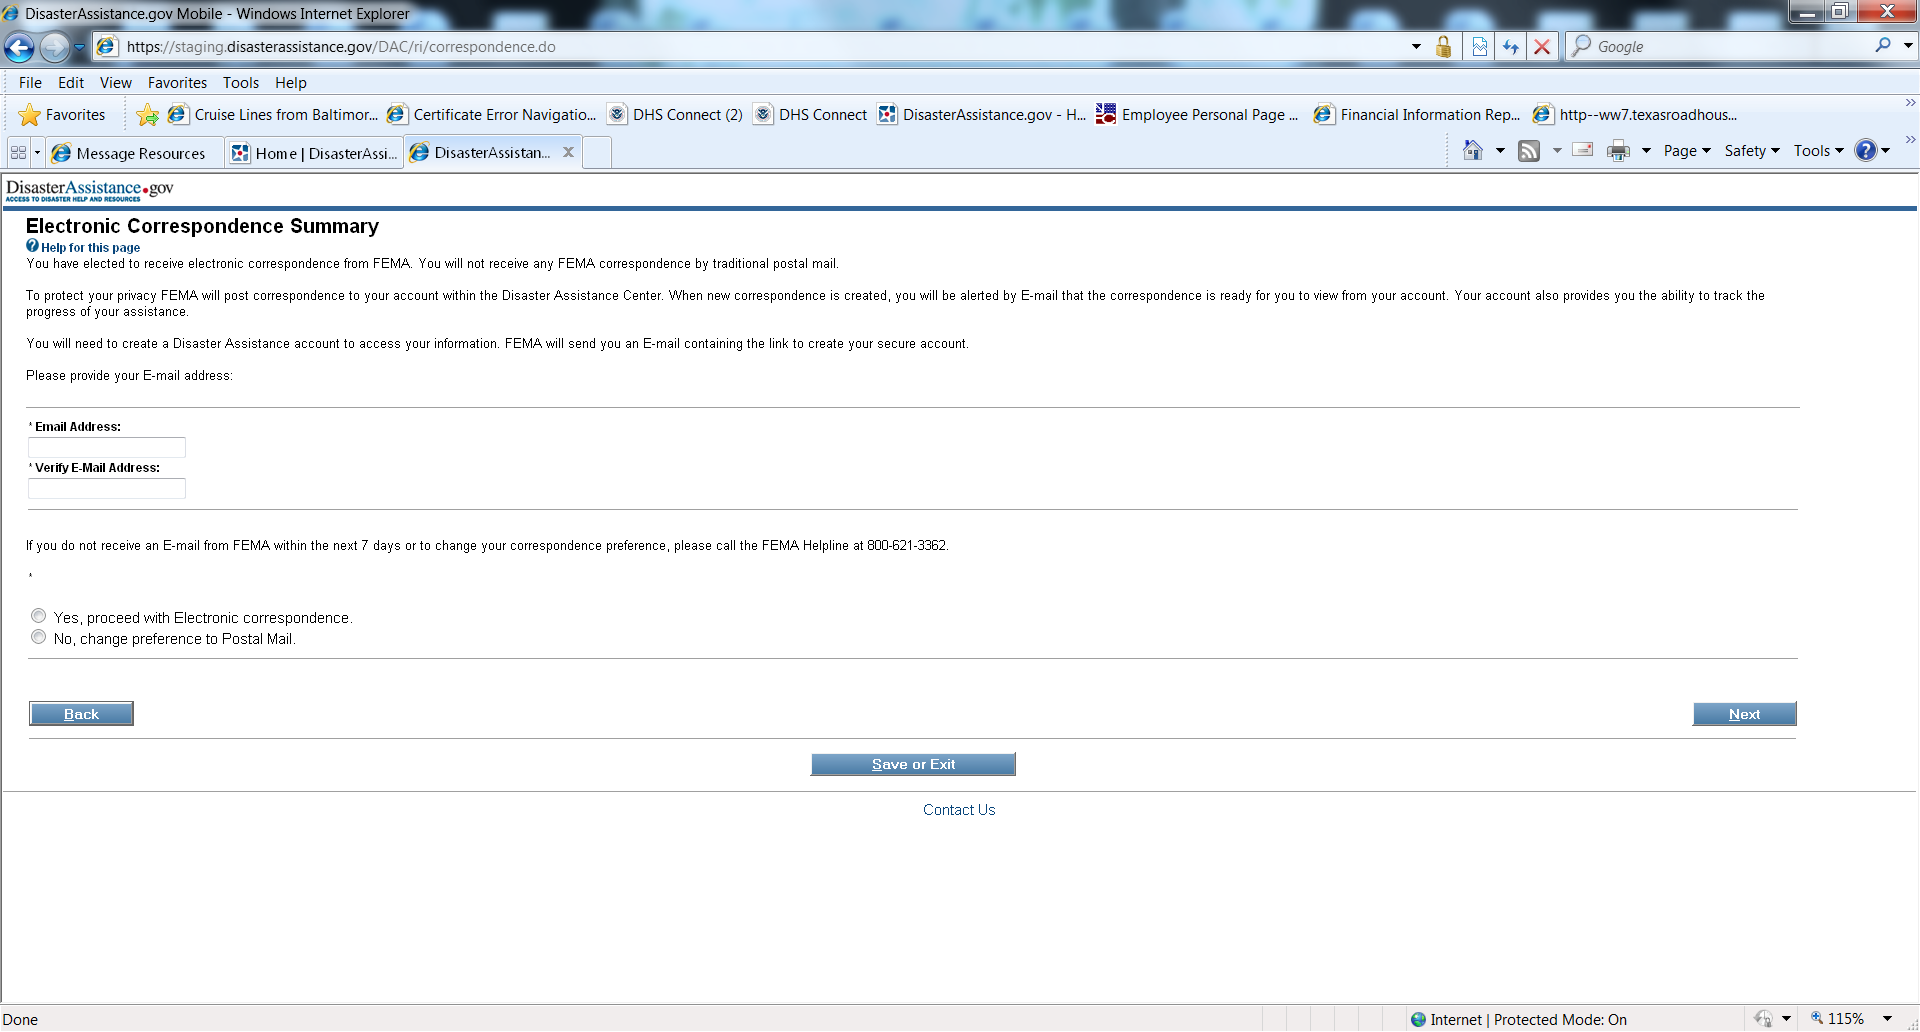 DisasterAssistance.gov Mobile - Windows Internet Explorer
https://staging.disasterassistance.gov/DAC/ri/correspondence.do
Google
File Edit View Favorites Tools Help
Favorites Cruise Lines from Baltimor... Certificate Error Navigatio... DHS Connect (2) DHS Connect DisasterAssistance.gov - H... Employee Personal Page ... Financial Information Rep... http--ww7.texasroadhous...
Message Resources Home | DisasterAssi... DisasterAssistan... Page Safety Tools
DisasterAssistance.gov
ACCESS TO DISASTER HELP AND RESOURCES
Electronic Correspondence Summary
Help for this page
You have elected to receive electronic correspondence from FEMA. You will not receive any FEMA correspondence by traditional postal mail.
To protect your privacy FEMA will post correspondence to your account within the Disaster Assistance Center. When new correspondence is created, you will be alerted by E-mail that the correspondence is ready for you to view from your account. Your account also provides you the ability to track the
progress of your assistance.
You will need to create a Disaster Assistance account to access your information. FEMA will send you an E-mail containing the link to create your secure account.
Please provide your E-mail address:
* Email Address:
* Verify E-Mail Address:
If you do not receive an E-mail from FEMA within the next 7 days or to change your correspondence preference, please call the FEMA Helpline at 800-621-3362.
*
Yes, proceed with Electronic correspondence.
No, change preference to Postal Mail.
Back Next
Save or Exit
Contact Us
Done Internet | Protected Mode: On 115%